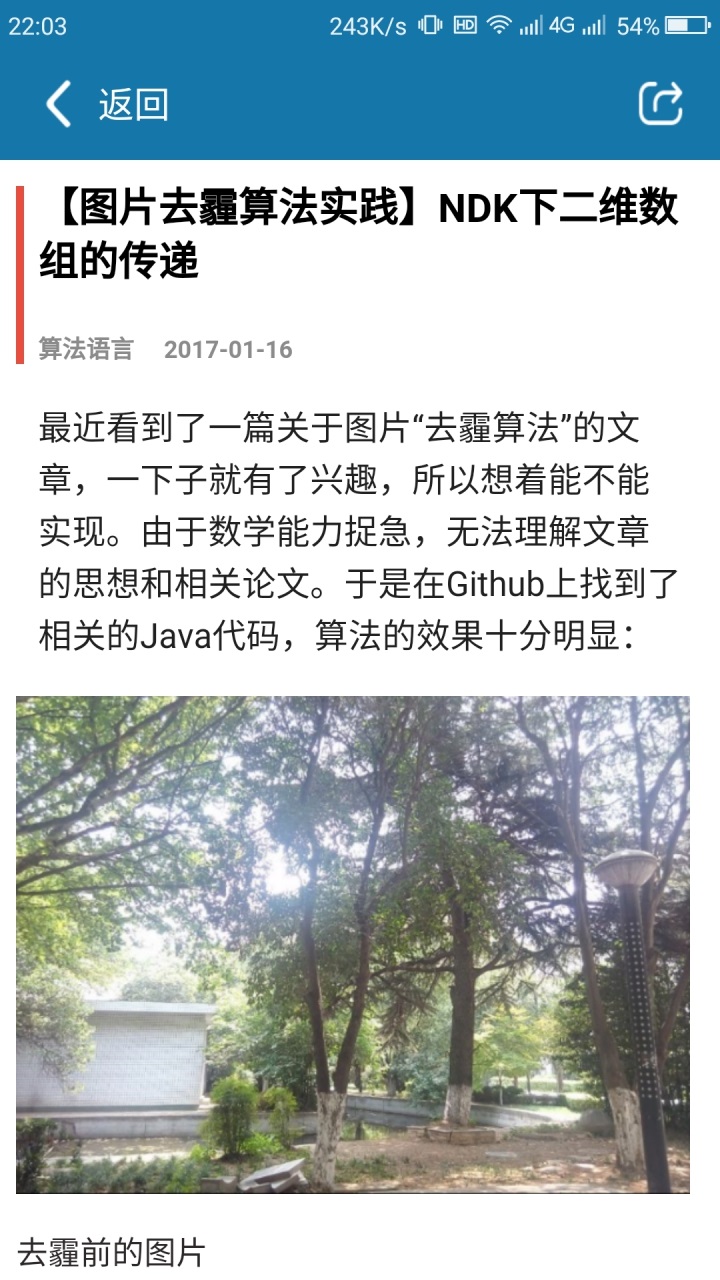 22:03 243K/s HD 4G 54%
返回
【图片去霾算法实践】NDK下二维数
组的传递
算法语言 2017-01-16
最近看到了一篇关于图片“去霾算法”的文
章，一下子就有了兴趣，所以想着能不能
实现。由于数学能力捉急，无法理解文章
的思想和相关论文。于是在Github上找到了
相关的Java代码，算法的效果十分明显：
去霾前的图片